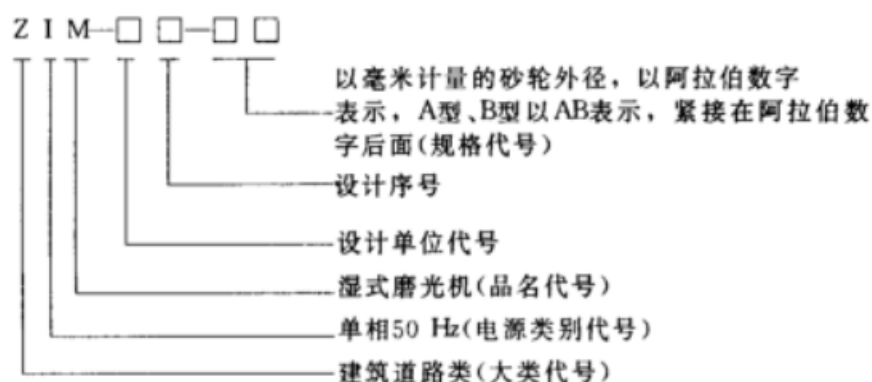 Z I M-□ □-□ □
以毫米计量的砂轮外径，以阿拉伯数字
表示，A型、B型以AB表示，紧接在阿拉伯数
字后面(规格代号)
设计序号
设计单位代号
湿式磨光机(品名代号)
单相50 Hz(电源类别代号)
建筑道路类(大类代号)